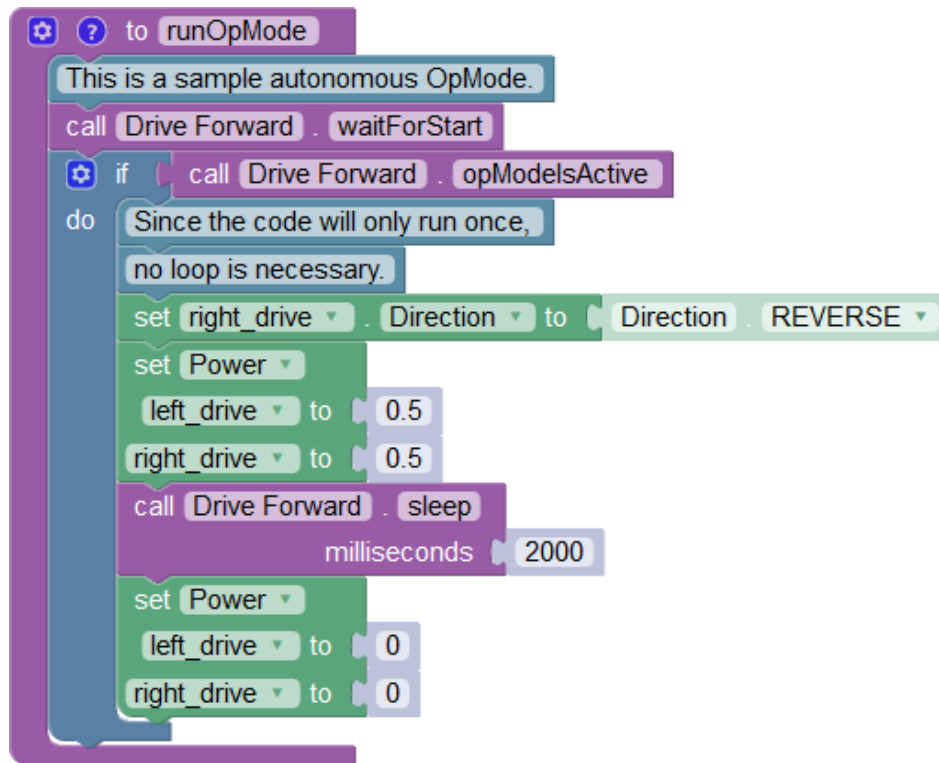 ? to runOpMode
This is a sample autonomous OpMode.
call Drive Forward . waitForStart
if call Drive Forward . opModeIsActive
do Since the code will only run once,
no loop is necessary.
set right_drive . Direction to Direction . REVERSE
set Power
left_drive to 0.5
right_drive to 0.5
call Drive Forward . sleep
milliseconds 2000
set Power
left_drive to 0
right_drive to 0